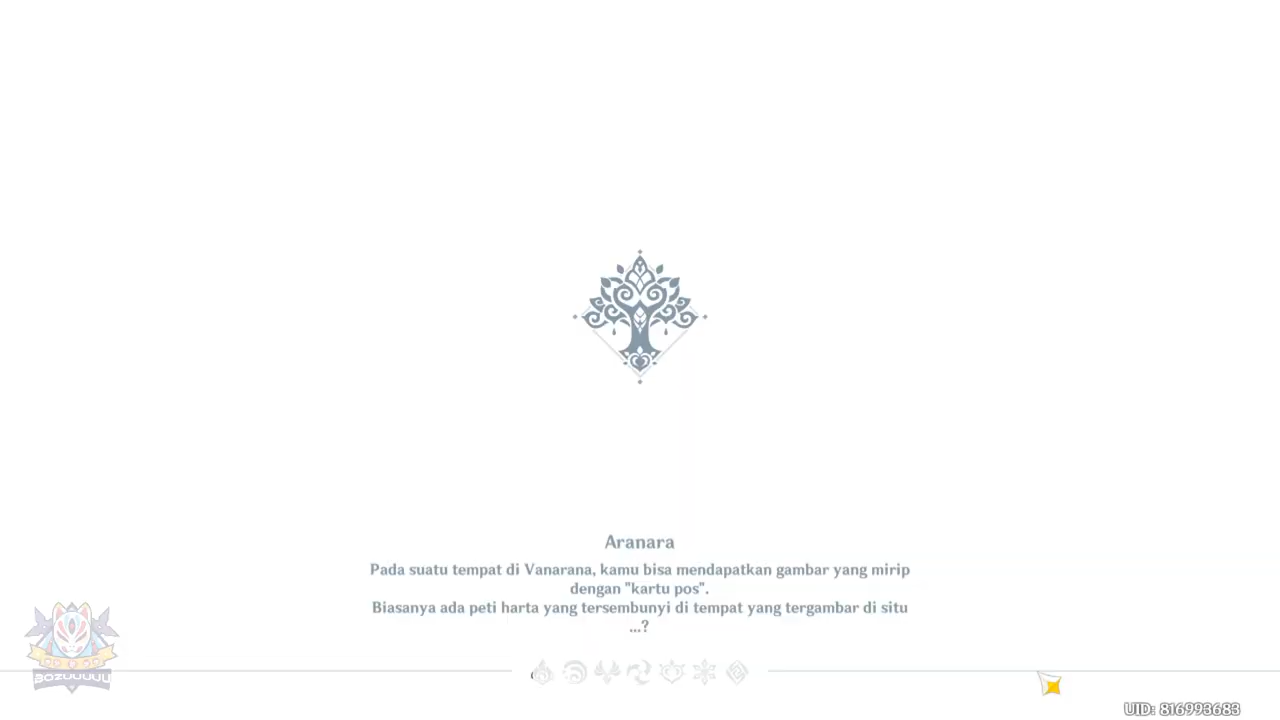 Aranara
Pada suatu tempat di Vanarana, kamu bisa mendapatkan gambar yang mirip
dengan "kartu pos".
Biasanya ada peti harta yang tersembunyi di tempat yang tergambar di situ
...?
BOZUUUUU
UID: 816993683